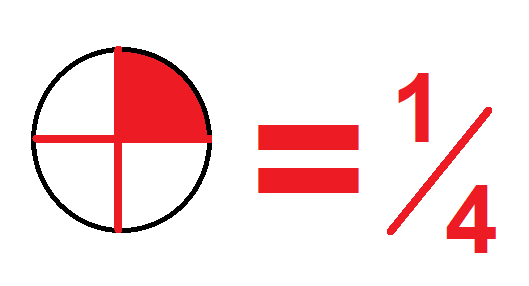 = 1/4